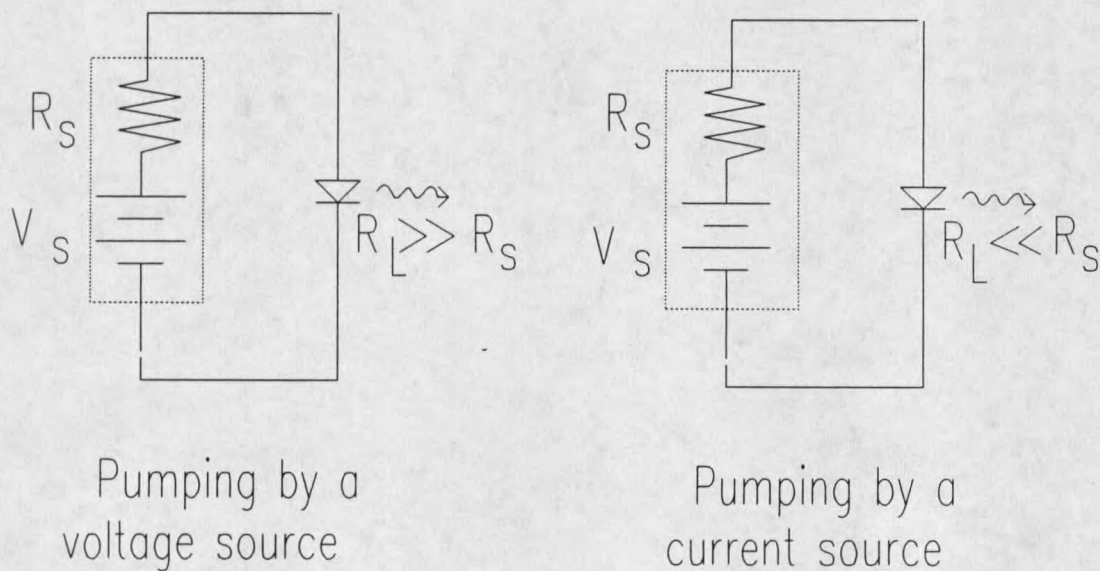 R_S
V_S
R_L >> R_S
Pumping by a
voltage source
R_S
V_S
R_L << R_S
Pumping by a
current source